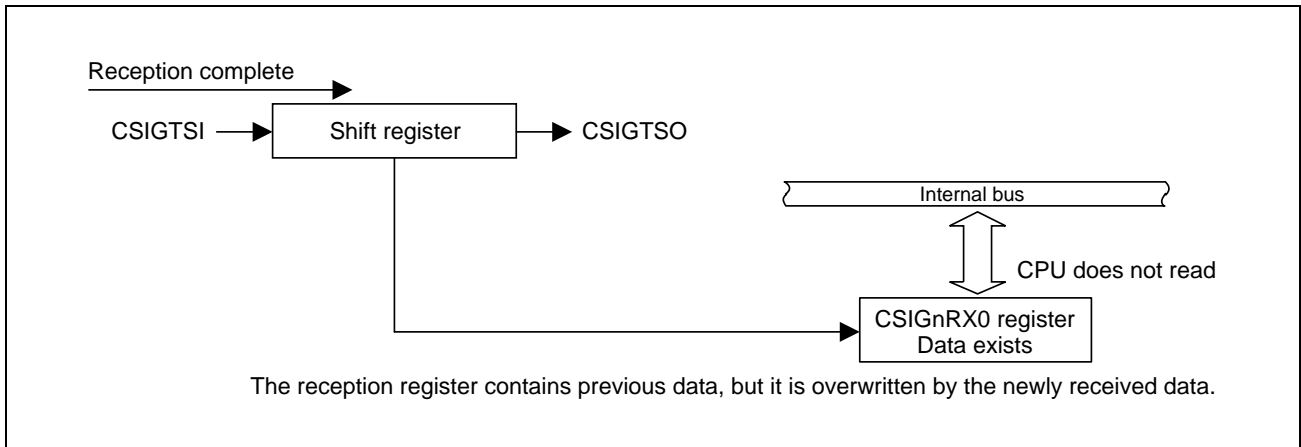 Reception complete
CSIGTSI
Shift register
CSIGTSO
Internal bus
CPU does not read
CSIGnRX0 register
Data exists
The reception register contains previous data, but it is overwritten by the newly received data.